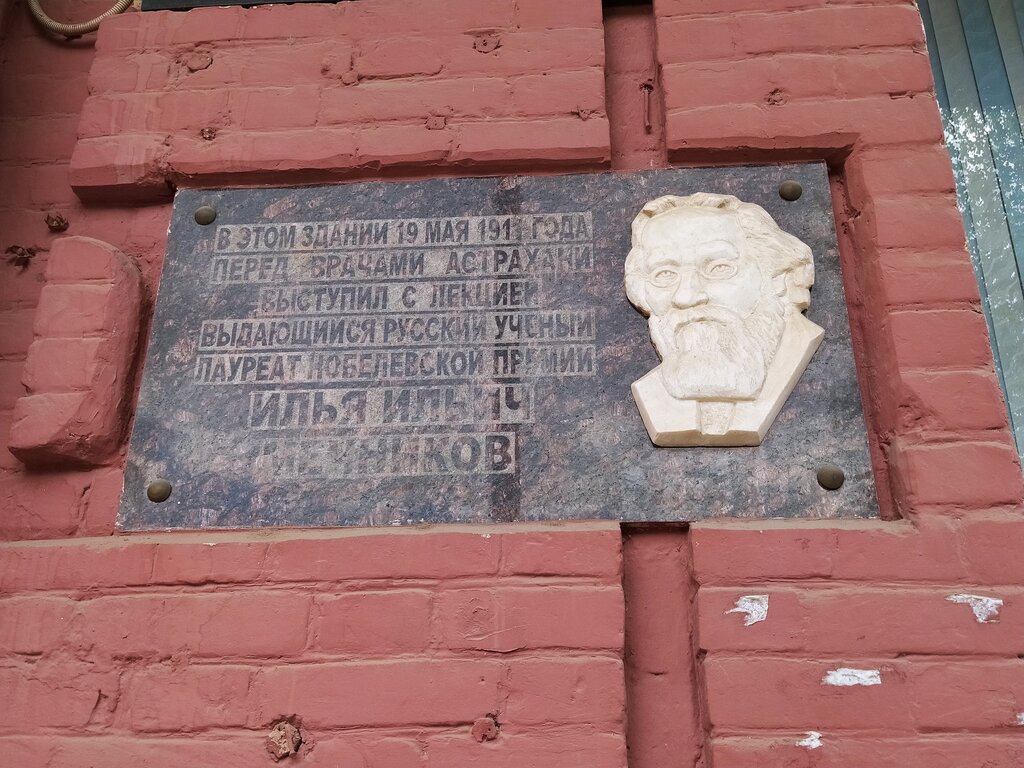 В ЭТОМ ЗДАНИИ 19 МАЯ 1911 ГОДА
ПЕРЕД ВРАЧАМИ АСТРАХАНИ
ВЫСТУПИЛ С ЛЕКЦИЕЙ
ВЫДАЮЩИЙСЯ РУССКИЙ УЧЕНЫЙ
ЛАУРЕАТ НОБЕЛЕВСКОЙ ПРЕМИИ
ИЛЬЯ ИЛЬИЧ
МЕЧНИКОВ